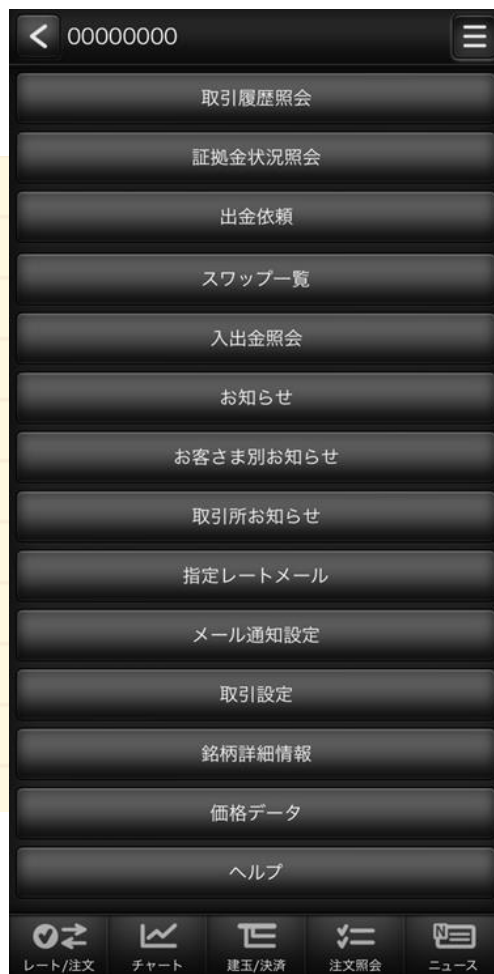 00000000
取引履歴照会
証拠金状況照会
出金依頼
スワップ一覧
入出金照会
お知らせ
お客さま別お知らせ
取引所お知らせ
指定レートメール
メール通知設定
取引設定
銘柄詳細情報
価格データ
ヘルプ
レート/注文 チャート 建玉/決済 注文照会 ニュース